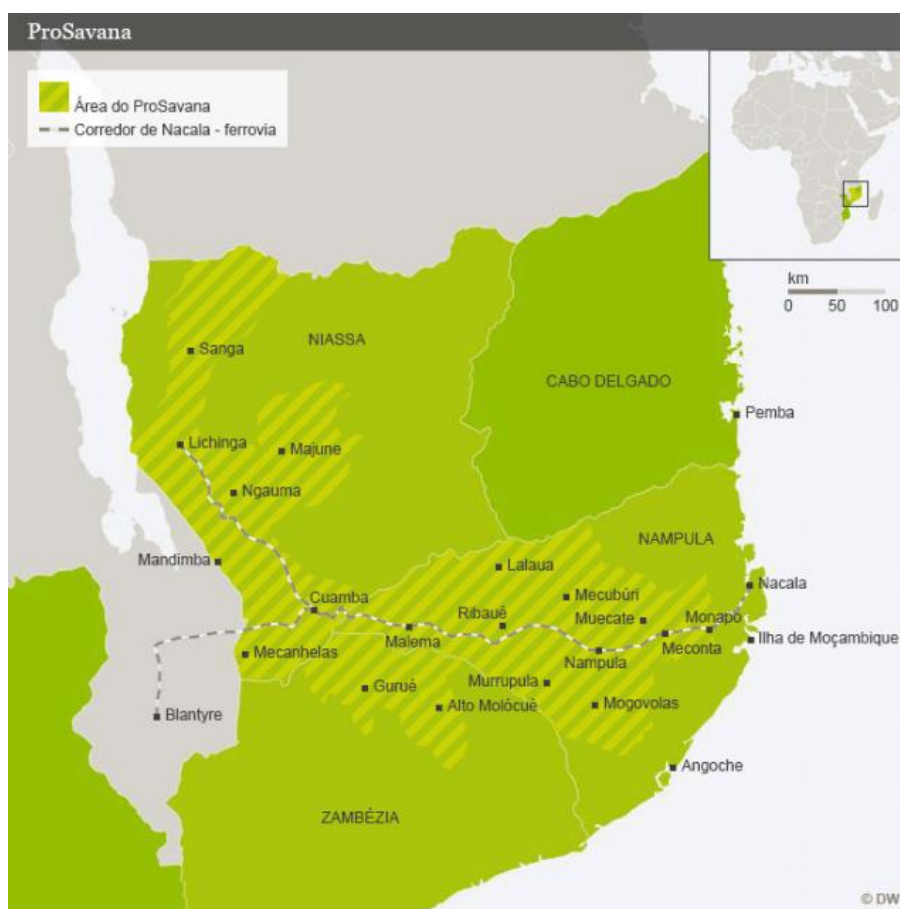 ProSavana
Área do ProSavana
Corredor de Nacala - ferrovia
km
0 50 100
NIASSA
Sanga
CABO DELGADO
Pemba
Lichinga
Majune
Ngauma
NAMPULA
Mandimba
Lalaua
Nacala
Cuamba
Mecubúri
Ribauê
Muecate
Monapo
Ilha de Moçambique
Malema
Meconta
Mecanhelas
Nampula
Murrupula
Gurué
Alto Molócuè
Mogovolas
Blantyre
Angoche
ZAMBÉZIA
© DW